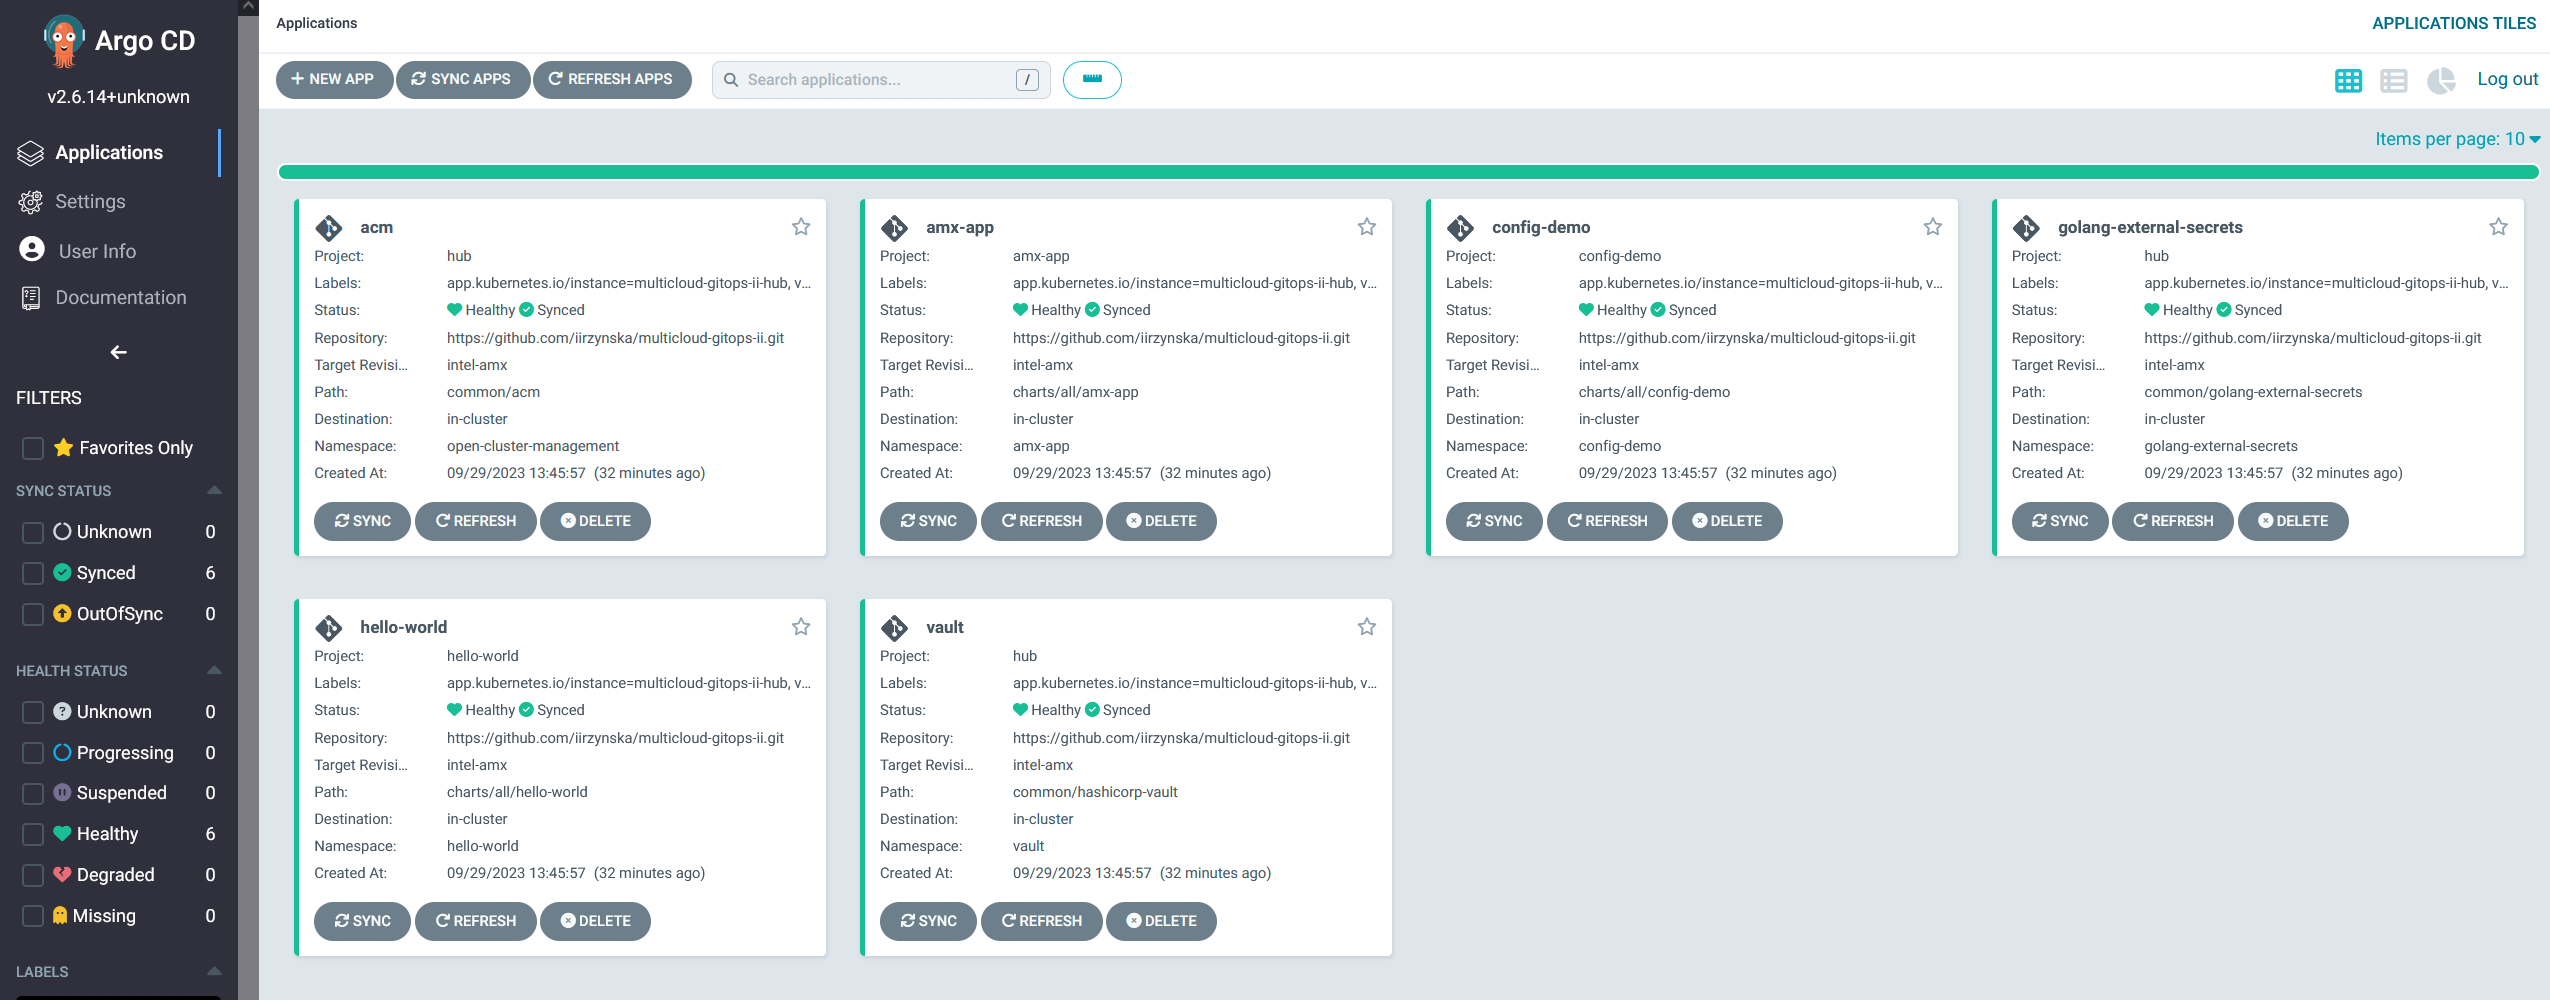 Argo CD
v2.6.14+unknown
Applications
Settings
User Info
Documentation
FILTERS
Favorites Only
SYNC STATUS
Unknown 0
Synced 6
OutOfSync 0
HEALTH STATUS
Unknown 0
Progressing 0
Suspended 0
Healthy 6
Degraded 0
Missing 0
LABELS
Applications
APPLICATIONS TILES
NEW APP
SYNC APPS
REFRESH APPS
Search applications...
/
Log out
Items per page: 10
acm
Project: hub
Labels: app.kubernetes.io/instance=multicloud-gitops-ii-hub, v...
Status: Healthy Synced
Repository: https://github.com/iirzynska/multicloud-gitops-ii.git
Target Revisi... intel-amx
Path: common/acm
Destination: in-cluster
Namespace: open-cluster-management
Created At: 09/29/2023 13:45:57 (32 minutes ago)
SYNC REFRESH DELETE
amx-app
Project: amx-app
Labels: app.kubernetes.io/instance=multicloud-gitops-ii-hub, v...
Status: Healthy Synced
Repository: https://github.com/iirzynska/multicloud-gitops-ii.git
Target Revisi... intel-amx
Path: charts/all/amx-app
Destination: in-cluster
Namespace: amx-app
Created At: 09/29/2023 13:45:57 (32 minutes ago)
SYNC REFRESH DELETE
config-demo
Project: config-demo
Labels: app.kubernetes.io/instance=multicloud-gitops-ii-hub, v...
Status: Healthy Synced
Repository: https://github.com/iirzynska/multicloud-gitops-ii.git
Target Revisi... intel-amx
Path: charts/all/config-demo
Destination: in-cluster
Namespace: config-demo
Created At: 09/29/2023 13:45:57 (32 minutes ago)
SYNC REFRESH DELETE
golang-external-secrets
Project: hub
Labels: app.kubernetes.io/instance=multicloud-gitops-ii-hub, v...
Status: Healthy Synced
Repository: https://github.com/iirzynska/multicloud-gitops-ii.git
Target Revisi... intel-amx
Path: common/golang-external-secrets
Destination: in-cluster
Namespace: golang-external-secrets
Created At: 09/29/2023 13:45:57 (32 minutes ago)
SYNC REFRESH DELETE
hello-world
Project: hello-world
Labels: app.kubernetes.io/instance=multicloud-gitops-ii-hub, v...
Status: Healthy Synced
Repository: https://github.com/iirzynska/multicloud-gitops-ii.git
Target Revisi... intel-amx
Path: charts/all/hello-world
Destination: in-cluster
Namespace: hello-world
Created At: 09/29/2023 13:45:57 (32 minutes ago)
SYNC REFRESH DELETE
vault
Project: hub
Labels: app.kubernetes.io/instance=multicloud-gitops-ii-hub, v...
Status: Healthy Synced
Repository: https://github.com/iirzynska/multicloud-gitops-ii.git
Target Revisi... intel-amx
Path: common/hashicorp-vault
Destination: in-cluster
Namespace: vault
Created At: 09/29/2023 13:45:57 (32 minutes ago)
SYNC REFRESH DELETE